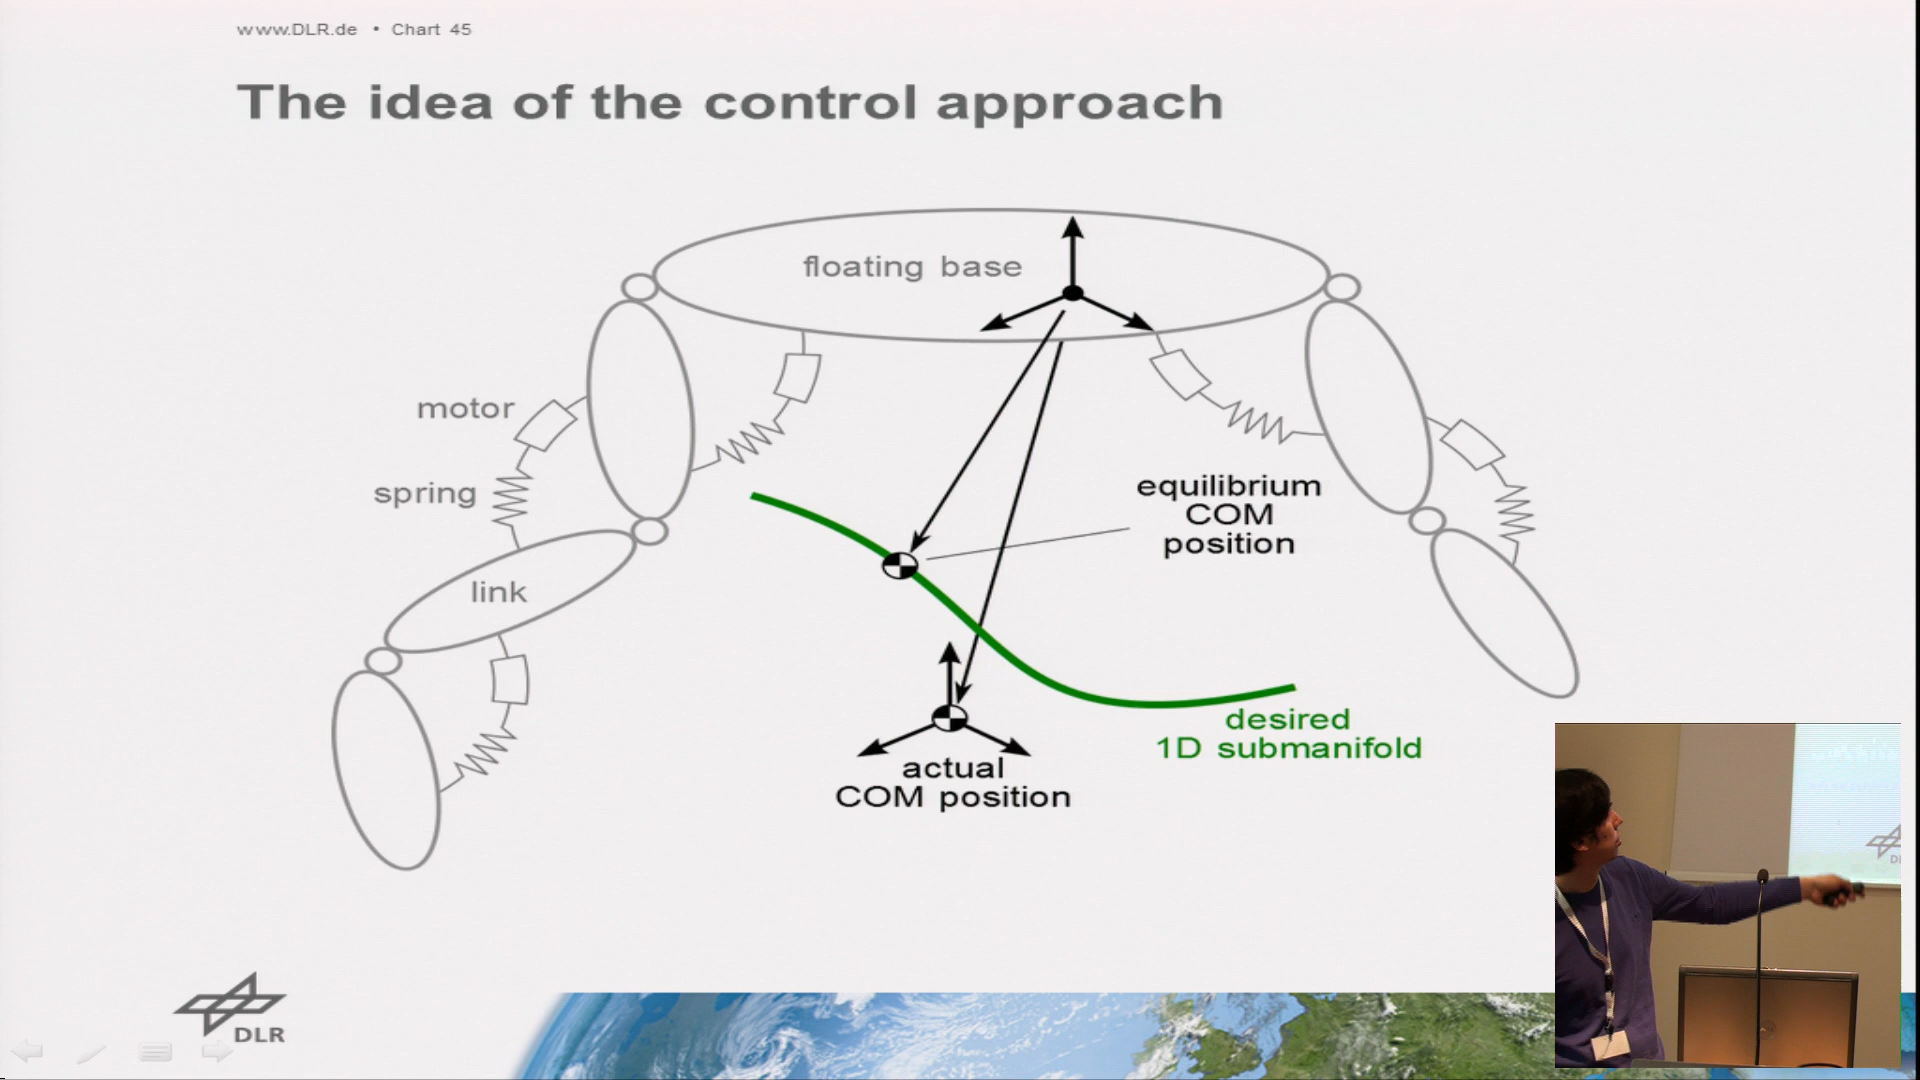 www.DLR.de • Chart 45
The idea of the control approach
floating base
motor
spring
equilibrium
COM
position
link
desired
1D submanifold
actual
COM position
DLR